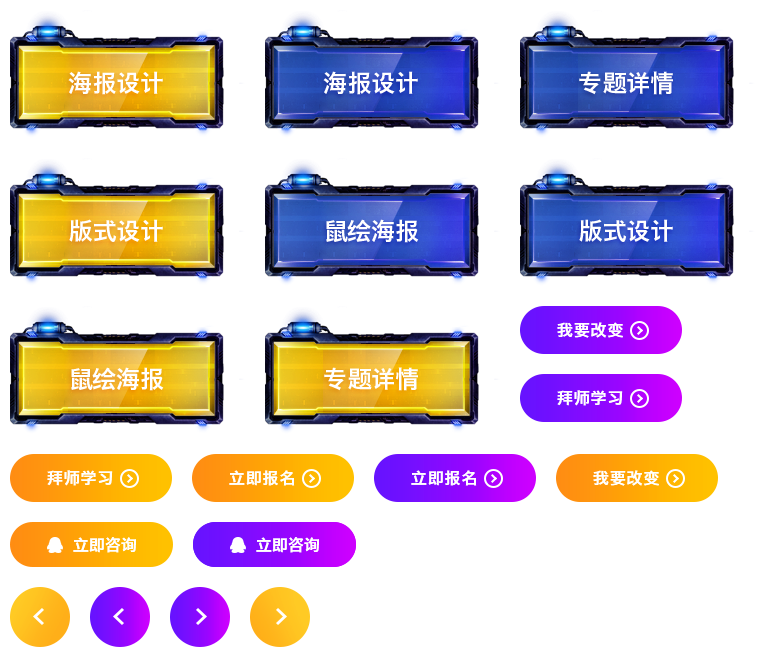 海报设计
海报设计
专题详情
版式设计
鼠绘海报
版式设计
鼠绘海报
专题详情
我要改变
拜师学习
拜师学习
立即报名
立即报名
我要改变
立即咨询
立即咨询